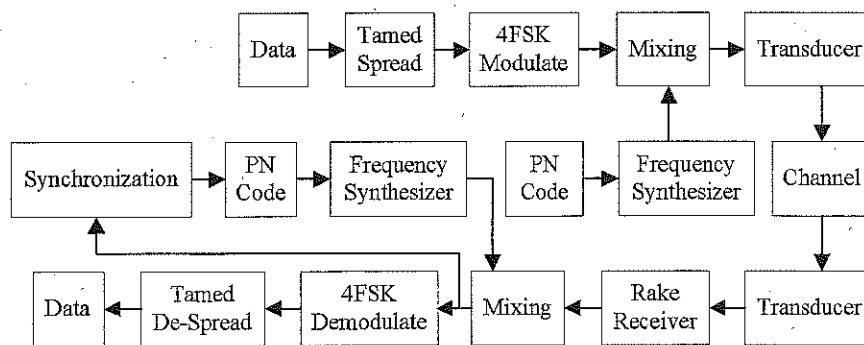 Data
Tamed
Spread
4FSK
Modulate
Mixing
Transducer
Synchronization
PN
Code
Frequency
Synthesizer
PN
Code
Frequency
Synthesizer
Channel
Data
Tamed
De-Spread
4FSK
Demodulate
Mixing
Rake
Receiver
Transducer